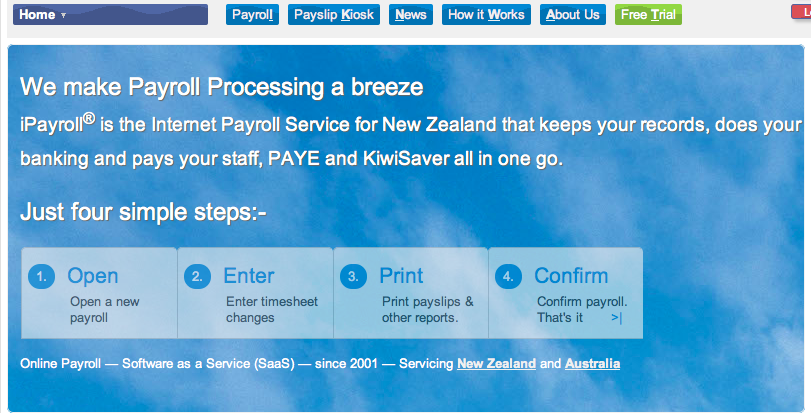 Home
Payroll
Payslip Kiosk
News
How it Works
About Us
Free Trial
We make Payroll Processing a breeze
iPayroll® is the Internet Payroll Service for New Zealand that keeps your records, does your
banking and pays your staff, PAYE and KiwiSaver all in one go.
Just four simple steps:-
1. Open
Open a new
payroll
2. Enter
Enter timesheet
changes
3. Print
Print payslips &
other reports.
4. Confirm
Confirm payroll.
That's it >|
Online Payroll — Software as a Service (SaaS) — since 2001 — Servicing New Zealand and Australia